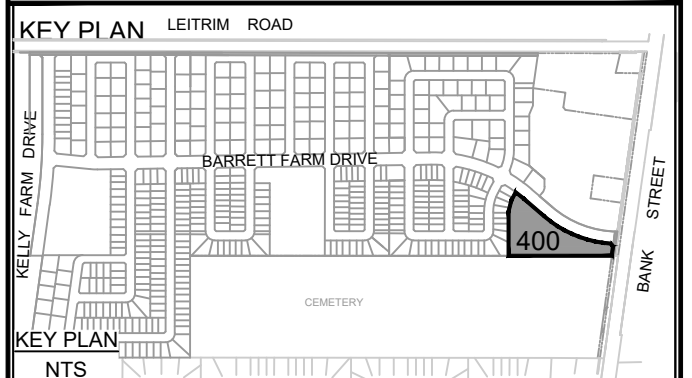 KEY PLAN
LEITRIM ROAD
KELLY FARM DRIVE
BARRETT FARM DRIVE
BANK STREET
400
CEMETERY
KEY PLAN
NTS